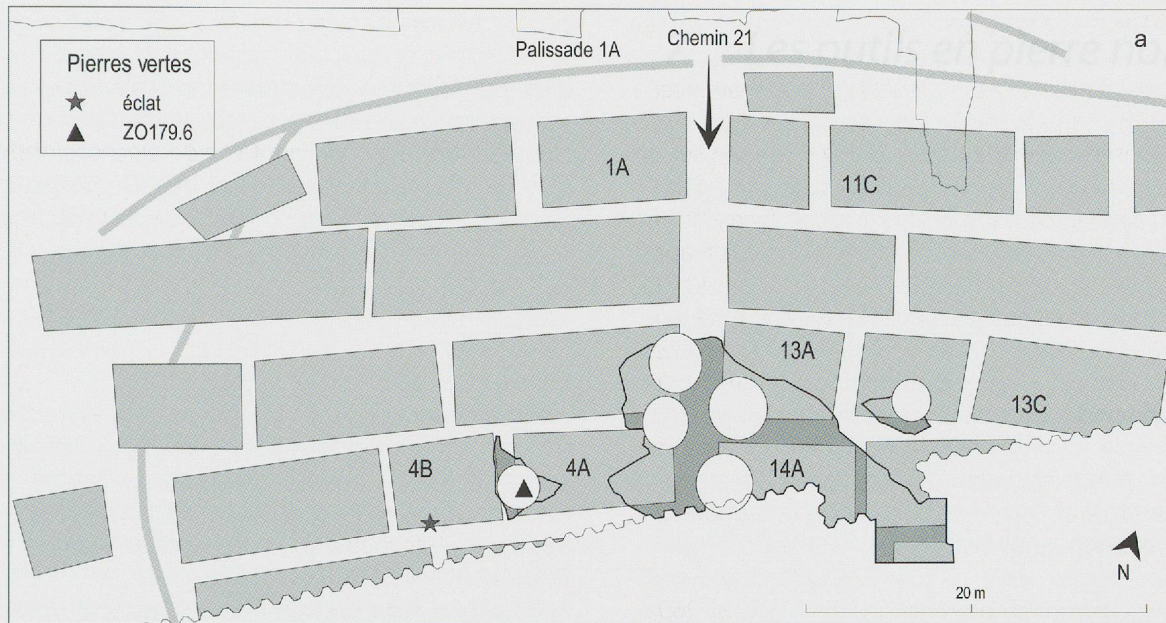 a
Pierres vertes
éclat
ZO179.6
Palissade 1A
Chemin 21
1A
11C
13A
13C
4B
4A
14A
N
20 m